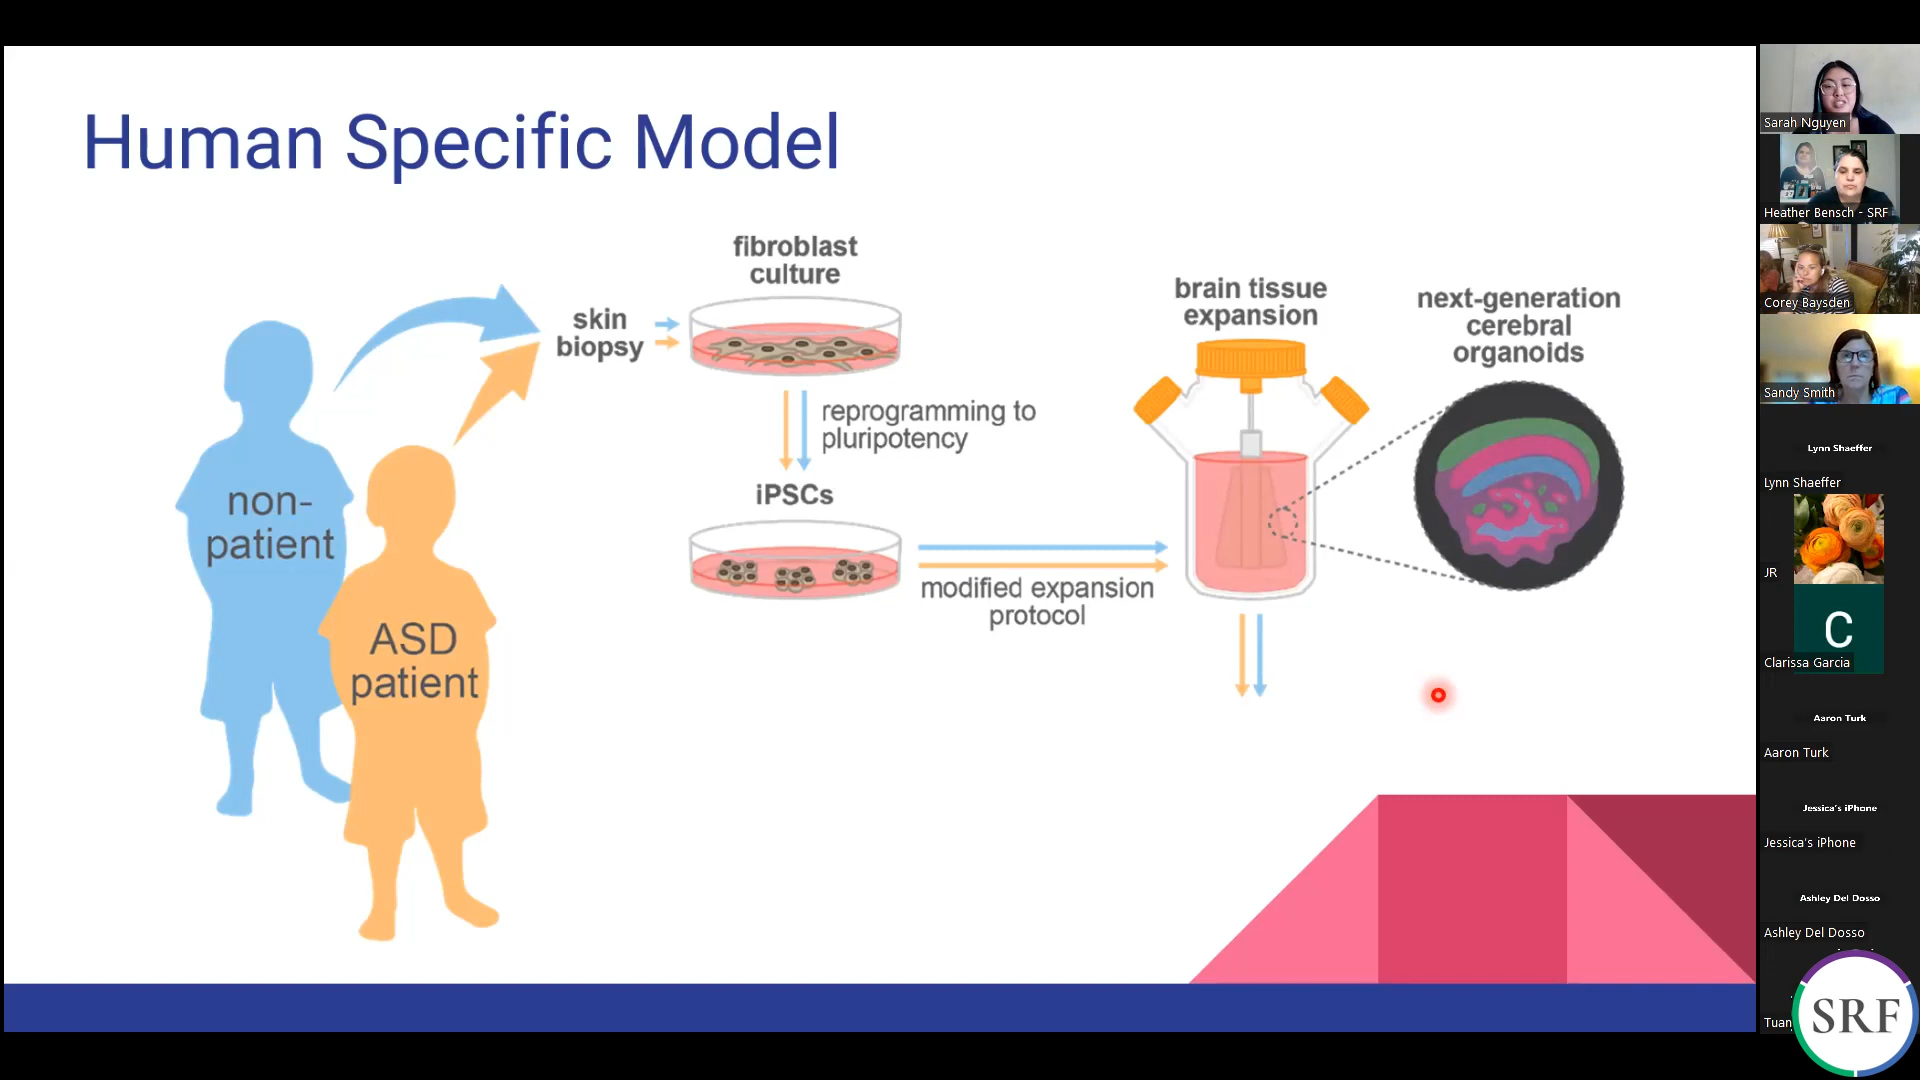 Human Specific Model
fibroblast
culture
skin
biopsy
reprogramming to
pluripotency
iPSCs
modified expansion
protocol
brain tissue
expansion
next-generation
cerebral
organoids
non-
patient
ASD
patient
Sarah Nguyen
Heather Bensch - SRF
Corey Baysden
Sandy Smith
Lynn Shaeffer
Lynn Shaeffer
JR
C
Clarissa Garcia
Aaron Turk
Aaron Turk
Jessica's iPhone
Jessica's iPhone
Ashley Del Dosso
Ashley Del Dosso
SRF